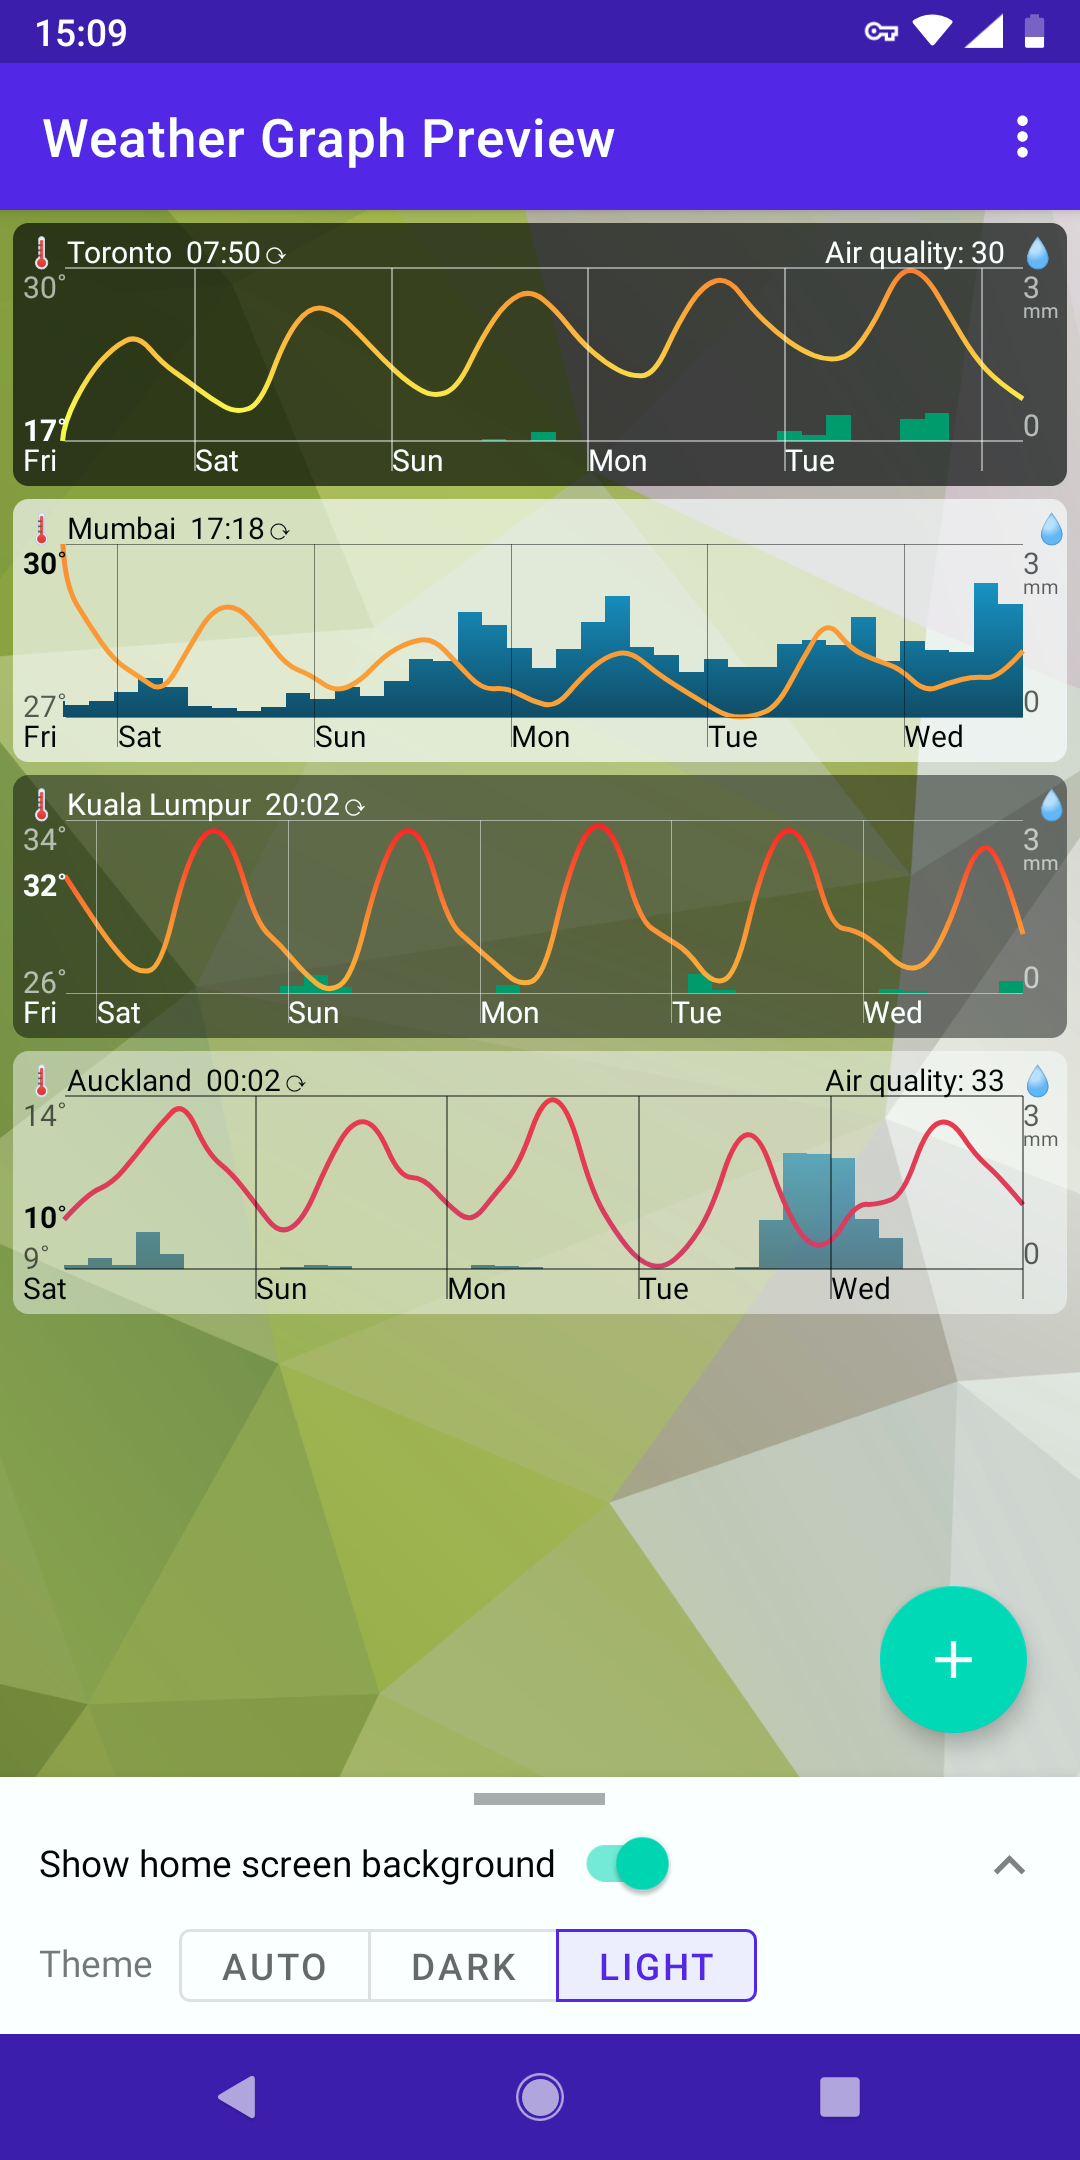 15:09
Weather Graph Preview
Toronto 07:50⟳ Air quality: 30
30° 3
mm
17° 0
Fri Sat Sun Mon Tue
Mumbai 17:18⟳
30° 3
mm
27° 0
Fri Sat Sun Mon Tue Wed
Kuala Lumpur 20:02⟳
34° 3
mm
32°
26° 0
Fri Sat Sun Mon Tue Wed
Auckland 00:02⟳ Air quality: 33
14° 3
mm
10°
9° 0
Sat Sun Mon Tue Wed
Show home screen background
Theme AUTO DARK LIGHT